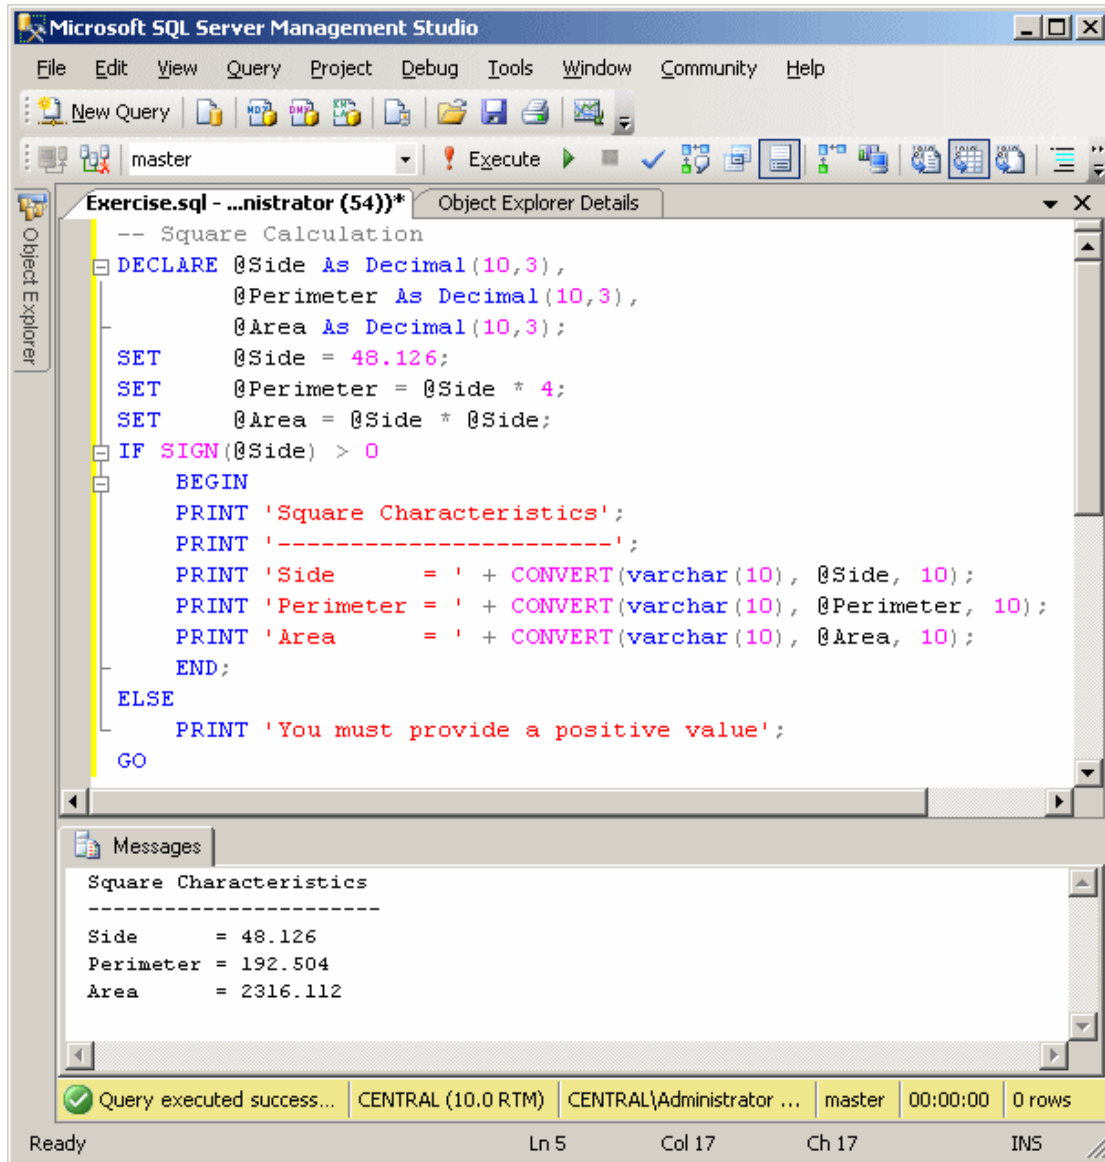 Microsoft SQL Server Management Studio
File Edit View Query Project Debug Tools Window Community Help
New Query
master Execute
Exercise.sql - ...nistrator (54))* Object Explorer Details
Object Explorer
-- Square Calculation
DECLARE @Side As Decimal(10,3),
        @Perimeter As Decimal(10,3),
        @Area As Decimal(10,3);
SET     @Side = 48.126;
SET     @Perimeter = @Side * 4;
SET     @Area = @Side * @Side;
IF SIGN(@Side) > 0
    BEGIN
    PRINT 'Square Characteristics';
    PRINT '-----------------------';
    PRINT 'Side      = ' + CONVERT(varchar(10), @Side, 10);
    PRINT 'Perimeter = ' + CONVERT(varchar(10), @Perimeter, 10);
    PRINT 'Area      = ' + CONVERT(varchar(10), @Area, 10);
    END;
ELSE
    PRINT 'You must provide a positive value';
GO
Messages
Square Characteristics
-----------------------
Side      = 48.126
Perimeter = 192.504
Area      = 2316.112
Query executed success... CENTRAL (10.0 RTM) CENTRAL\Administrator ... master 00:00:00 0 rows
Ready Ln 5 Col 17 Ch 17 INS